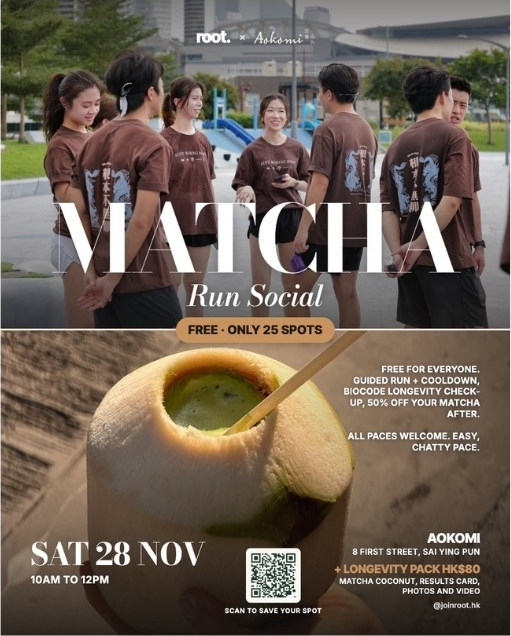 root. × Aokomi
MATCHA
Run Social
FREE · ONLY 25 SPOTS
FREE FOR EVERYONE.
GUIDED RUN + COOLDOWN,
BIOCODE LONGEVITY CHECK-
UP, 50% OFF YOUR MATCHA
AFTER.
ALL PACES WELCOME. EASY,
CHATTY PACE.
SAT 28 NOV
10AM TO 12PM
SCAN TO SAVE YOUR SPOT
AOKOMI
8 FIRST STREET, SAI YING PUN
+ LONGEVITY PACK HK$80
MATCHA COCONUT, RESULTS CARD,
PHOTOS AND VIDEO
@joinroot.hk